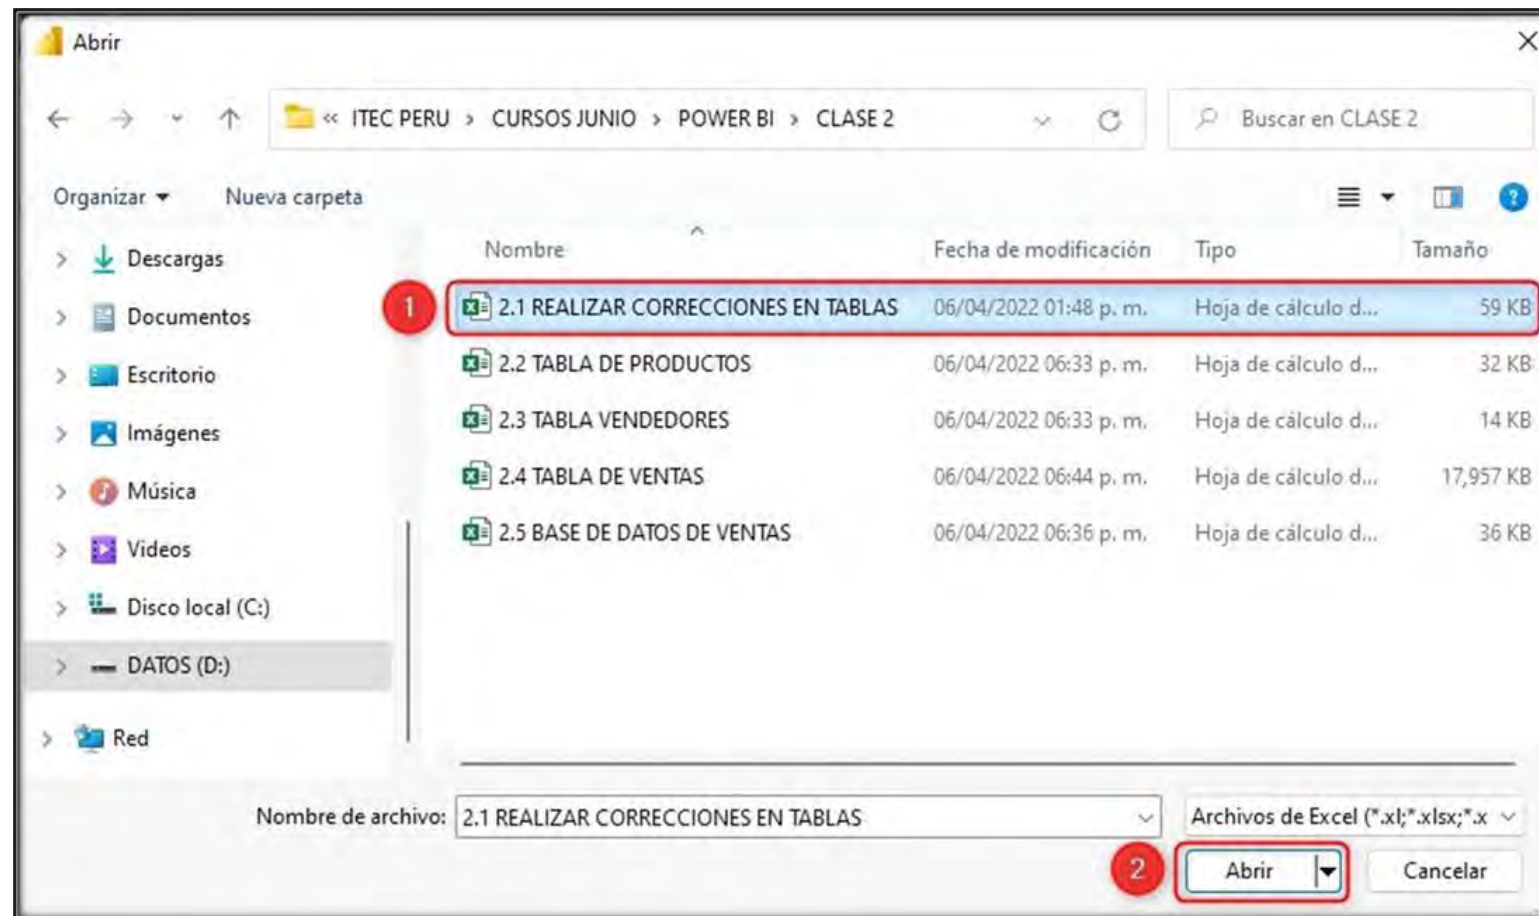 Abrir
« ITEC PERU > CURSOS JUNIO > POWER BI > CLASE 2
Buscar en CLASE 2
Organizar
Nueva carpeta
Nombre
Fecha de modificación
Tipo
Tamaño
Descargas
Documentos
Escritorio
Imágenes
Música
Videos
Disco local (C:)
DATOS (D:)
Red
1
2.1 REALIZAR CORRECCIONES EN TABLAS 06/04/2022 01:48 p. m. Hoja de cálculo d... 59 KB
2.2 TABLA DE PRODUCTOS 06/04/2022 06:33 p. m. Hoja de cálculo d... 32 KB
2.3 TABLA VENDEDORES 06/04/2022 06:33 p. m. Hoja de cálculo d... 14 KB
2.4 TABLA DE VENTAS 06/04/2022 06:44 p. m. Hoja de cálculo d... 17,957 KB
2.5 BASE DE DATOS DE VENTAS 06/04/2022 06:36 p. m. Hoja de cálculo d... 36 KB
Nombre de archivo: 2.1 REALIZAR CORRECCIONES EN TABLAS
Archivos de Excel (*.xl;*.xlsx;*.x
2
Abrir
Cancelar